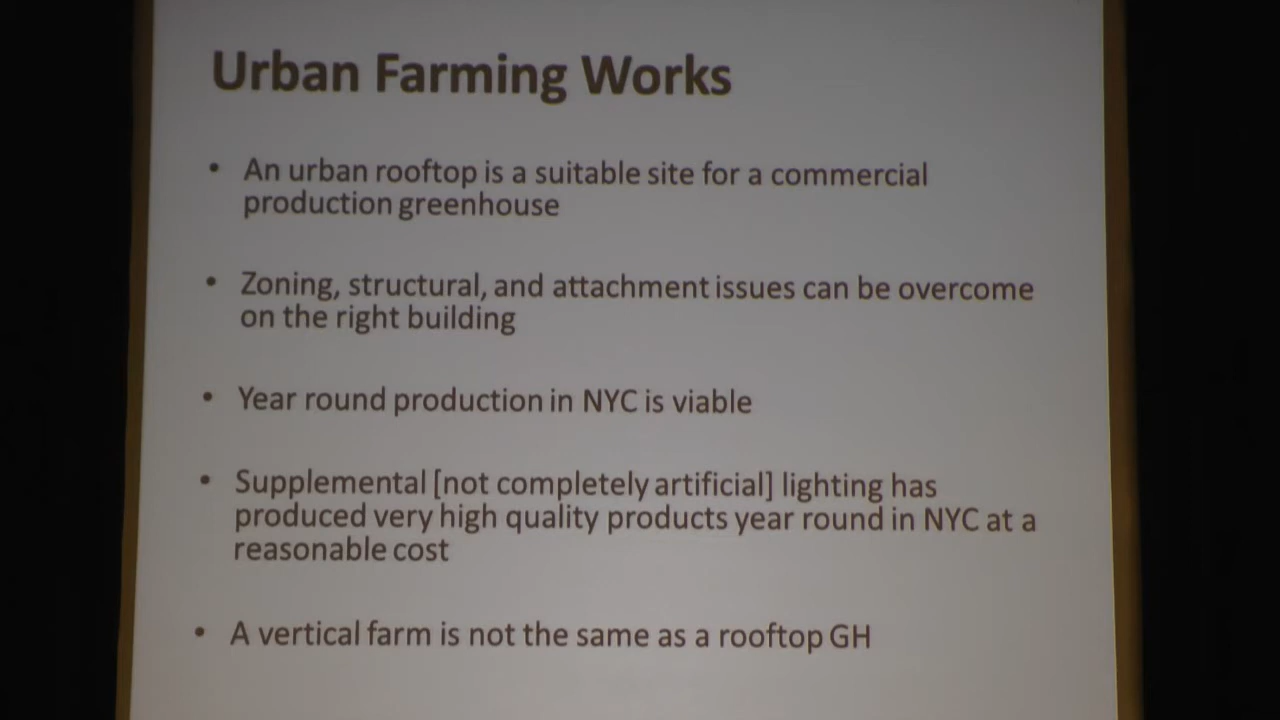 Urban Farming Works
• An urban rooftop is a suitable site for a commercial
production greenhouse
• Zoning, structural, and attachment issues can be overcome
on the right building
• Year round production in NYC is viable
• Supplemental [not completely artificial] lighting has
produced very high quality products year round in NYC at a
reasonable cost
• A vertical farm is not the same as a rooftop GH